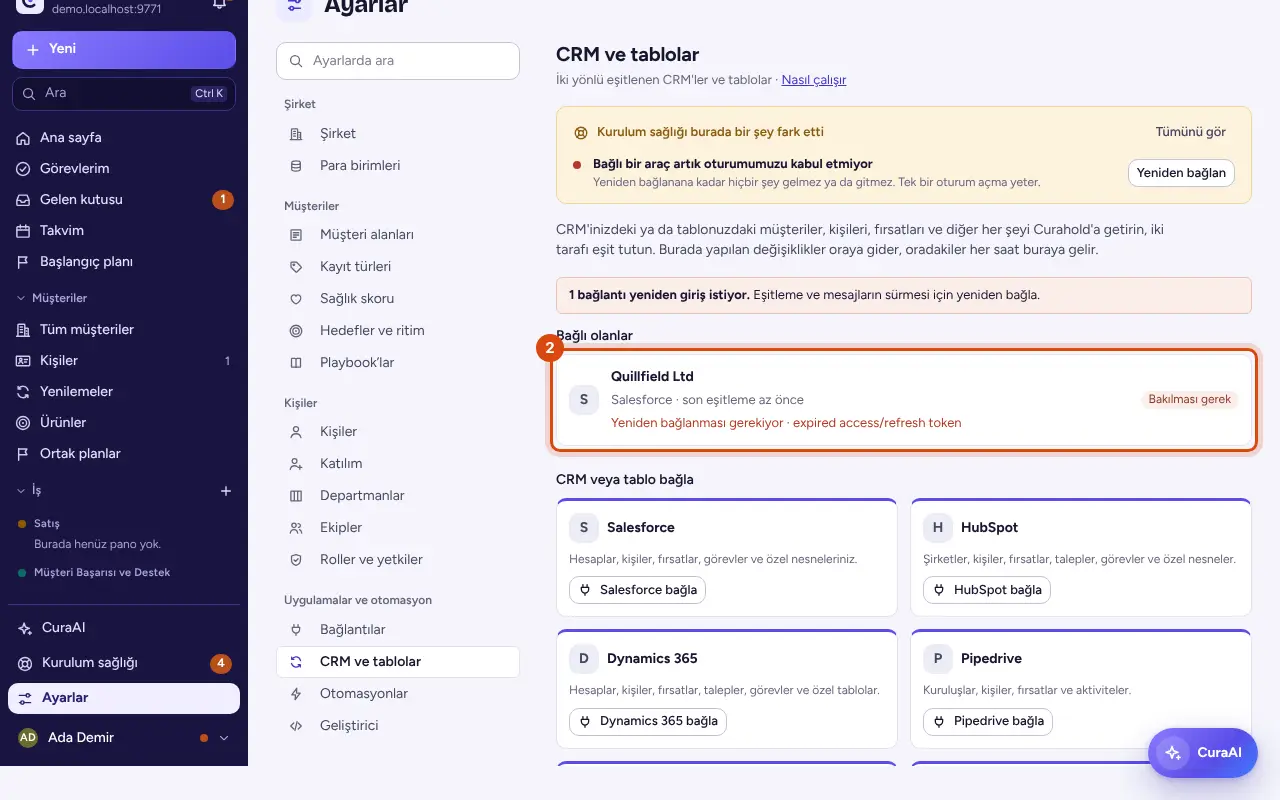 demo.localhost:9771
Yeni
Ara
Ctrl K
Ana sayfa
Görevlerim
Gelen kutusu
1
Takvim
Başlangıç planı
Müşteriler
Tüm müşteriler
Kişiler
1
Yenilemeler
Ürünler
Ortak planlar
İş
Satış
Burada henüz pano yok.
Müşteri Başarısı ve Destek
CuraAI
Kurulum sağlığı
4
Ayarlar
AD
Ada Demir
Ayarlar
Ayarlarda ara
Şirket
Şirket
Para birimleri
Müşteriler
Müşteri alanları
Kayıt türleri
Sağlık skoru
Hedefler ve ritim
Playbook'lar
Kişiler
Kişiler
Katılım
Departmanlar
Ekipler
Roller ve yetkiler
Uygulamalar ve otomasyon
Bağlantılar
CRM ve tablolar
Otomasyonlar
Geliştirici
CRM ve tablolar
İki yönlü eşitlenen CRM'ler ve tablolar · Nasıl çalışır
Kurulum sağlığı burada bir şey fark etti
Tümünü gör
Bağlı bir araç artık oturumumuzu kabul etmiyor
Yeniden bağlanana kadar hiçbir şey gelmez ya da gitmez. Tek bir oturum açma yeter.
Yeniden bağlan
CRM'inizdeki ya da tablonuzdaki müşteriler, kişileri, fırsatları ve diğer her şeyi Curahold'a getirin, iki
tarafı eşit tutun. Burada yapılan değişiklikler oraya gider, oradakiler her saat buraya gelir.
1 bağlantı yeniden giriş istiyor. Eşitleme ve mesajların sürmesi için yeniden bağla.
Bağlı olanlar
2
S
Quillfield Ltd
Salesforce · son eşitleme az önce
Yeniden bağlanması gerekiyor · expired access/refresh token
Bakılması gerek
CRM veya tablo bağla
S
Salesforce
Hesaplar, kişiler, fırsatlar, görevler ve özel nesneleriniz.
Salesforce bağla
H
HubSpot
Şirketler, kişiler, fırsatlar, talepler, görevler ve özel nesneler.
HubSpot bağla
D
Dynamics 365
Hesaplar, kişiler, fırsatlar, talepler, görevler ve özel tablolar.
Dynamics 365 bağla
P
Pipedrive
Kuruluşlar, kişiler, fırsatlar ve aktiviteler.
Pipedrive bağla
CuraAI